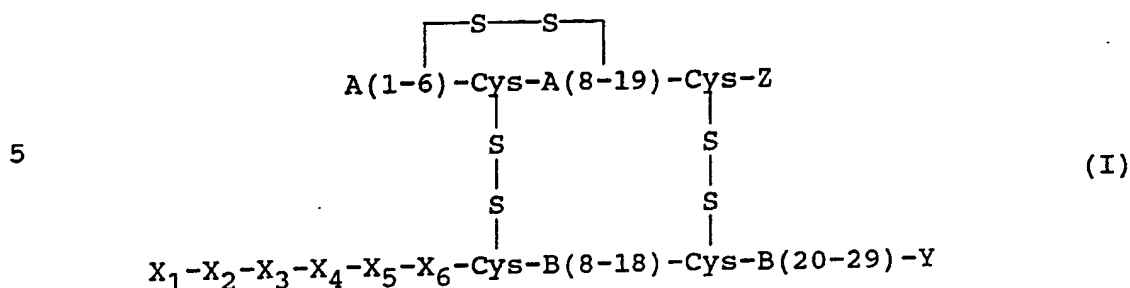 S S
A(1-6)-Cys-A(8-19)-Cys-Z
S S
5 (I)
S S
X1-X2-X3-X4-X5-X6-Cys-B(8-18)-Cys-B(20-29)-Y